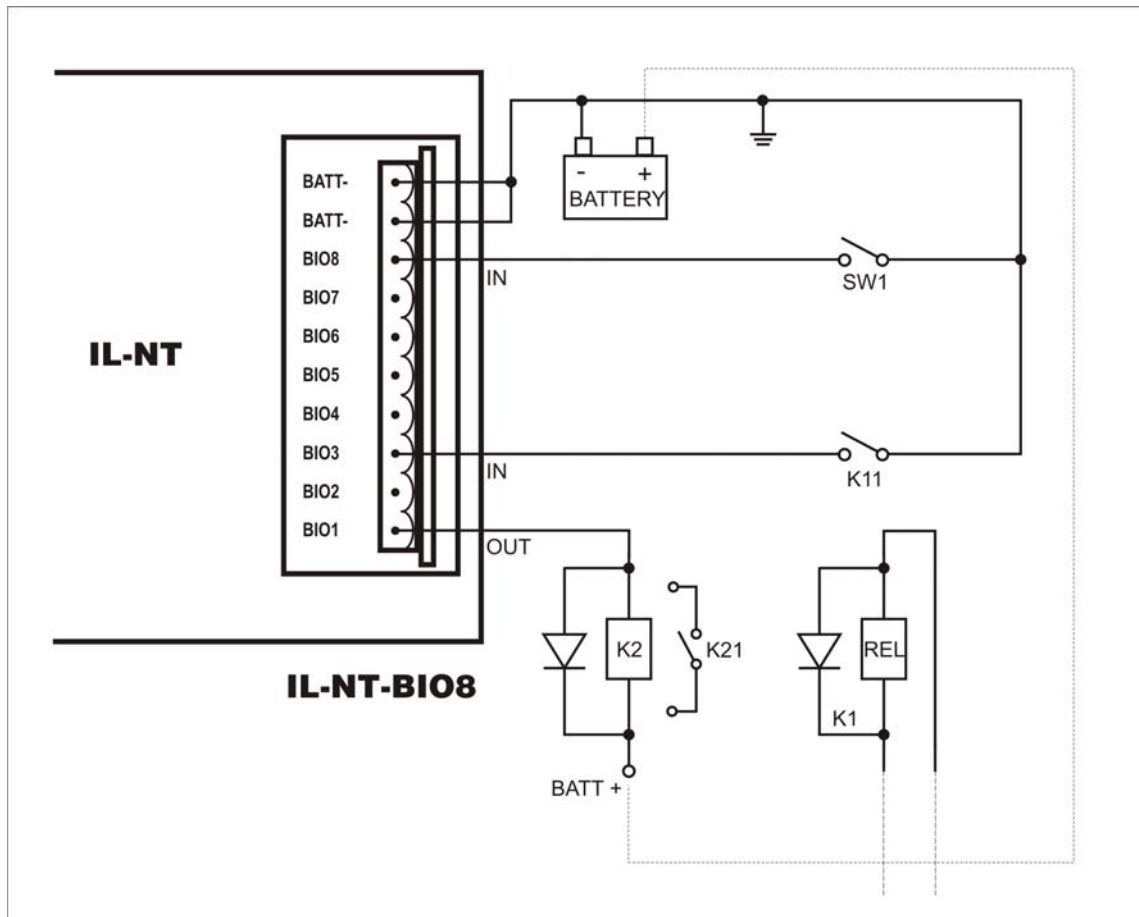 BATT-
BATT-
BIO8
BIO7
BIO6
BIO5
BIO4
BIO3
BIO2
BIO1
IL-NT
IL-NT-BIO8
- +
BATTERY
IN
SW1
IN
K11
OUT
K2
K21
BATT +
REL
K1